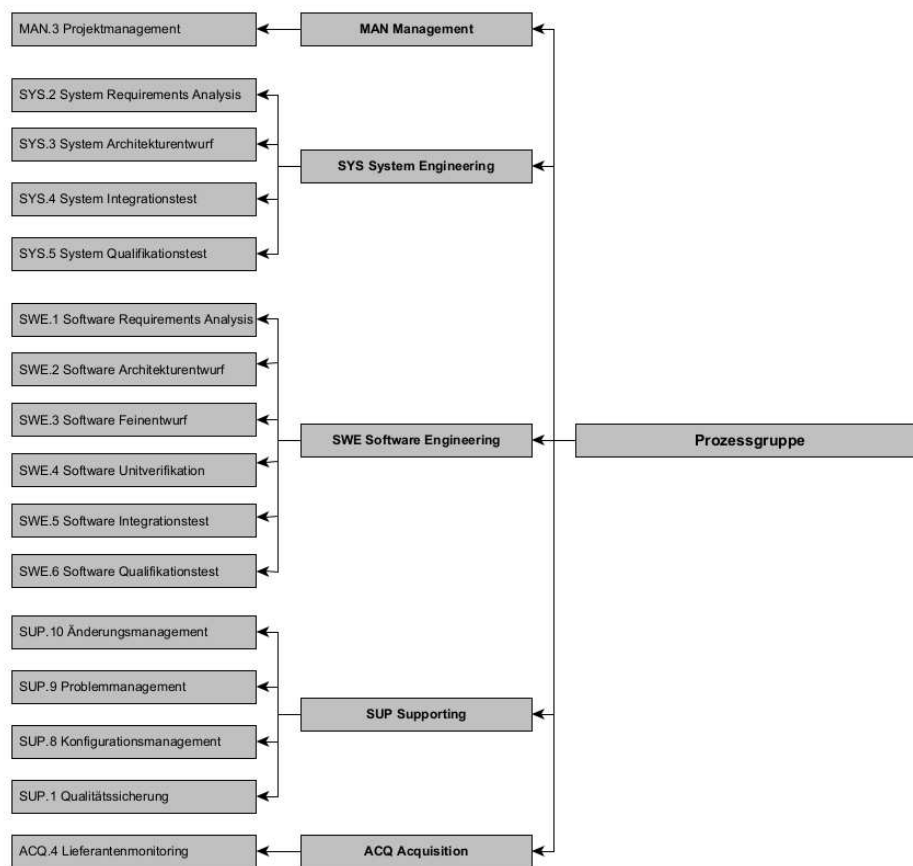 MAN.3 Projektmanagement
MAN Management
SYS.2 System Requirements Analysis
SYS.3 System Architekturentwurf
SYS System Engineering
SYS.4 System Integrationstest
SYS.5 System Qualifikationstest
SWE.1 Software Requirements Analysis
SWE.2 Software Architekturentwurf
SWE.3 Software Feinentwurf
SWE Software Engineering
Prozessgruppe
SWE.4 Software Unitverifikation
SWE.5 Software Integrationstest
SWE.6 Software Qualifikationstest
SUP.10 Änderungsmanagement
SUP.9 Problemmanagement
SUP Supporting
SUP.8 Konfigurationsmanagement
SUP.1 Qualitätssicherung
ACQ.4 Lieferantenmonitoring
ACQ Acquisition